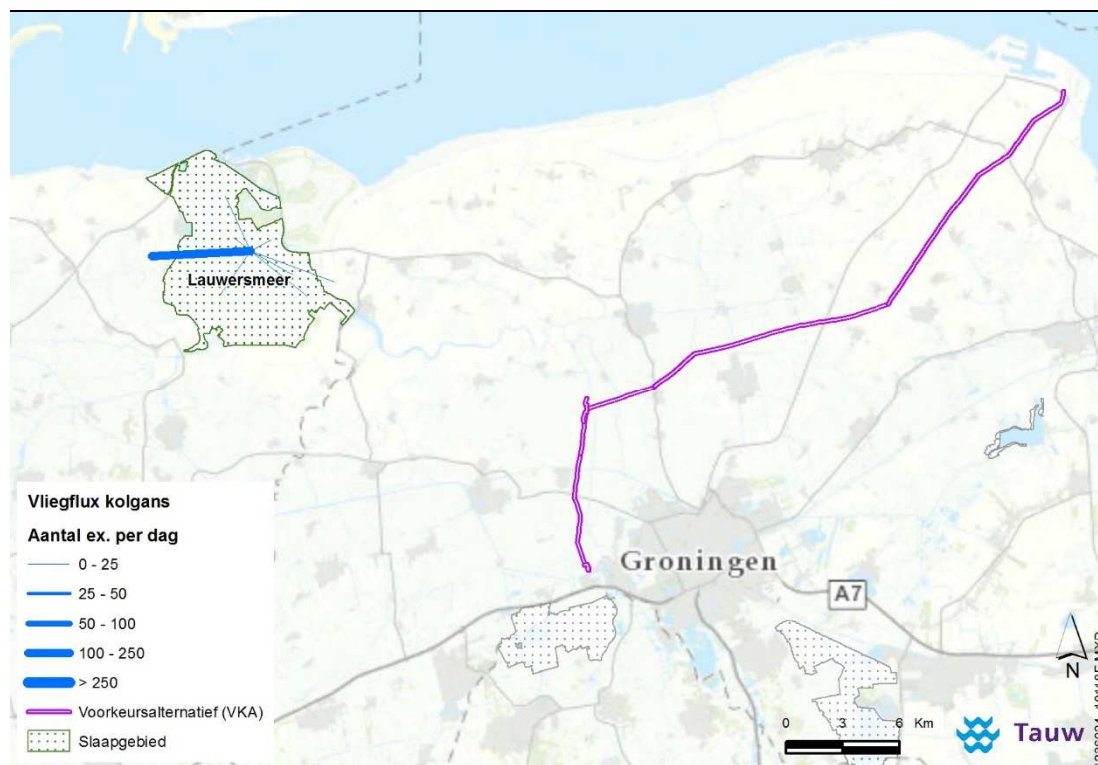 Lauwersmeer
Groningen
A7
Vliegflux kolgans
Aantal ex. per dag
0 - 25
25 - 50
50 - 100
100 - 250
> 250
Voorkeursalternatief (VKA)
Slaapgebied
N
0 3 6 Km
Tauw